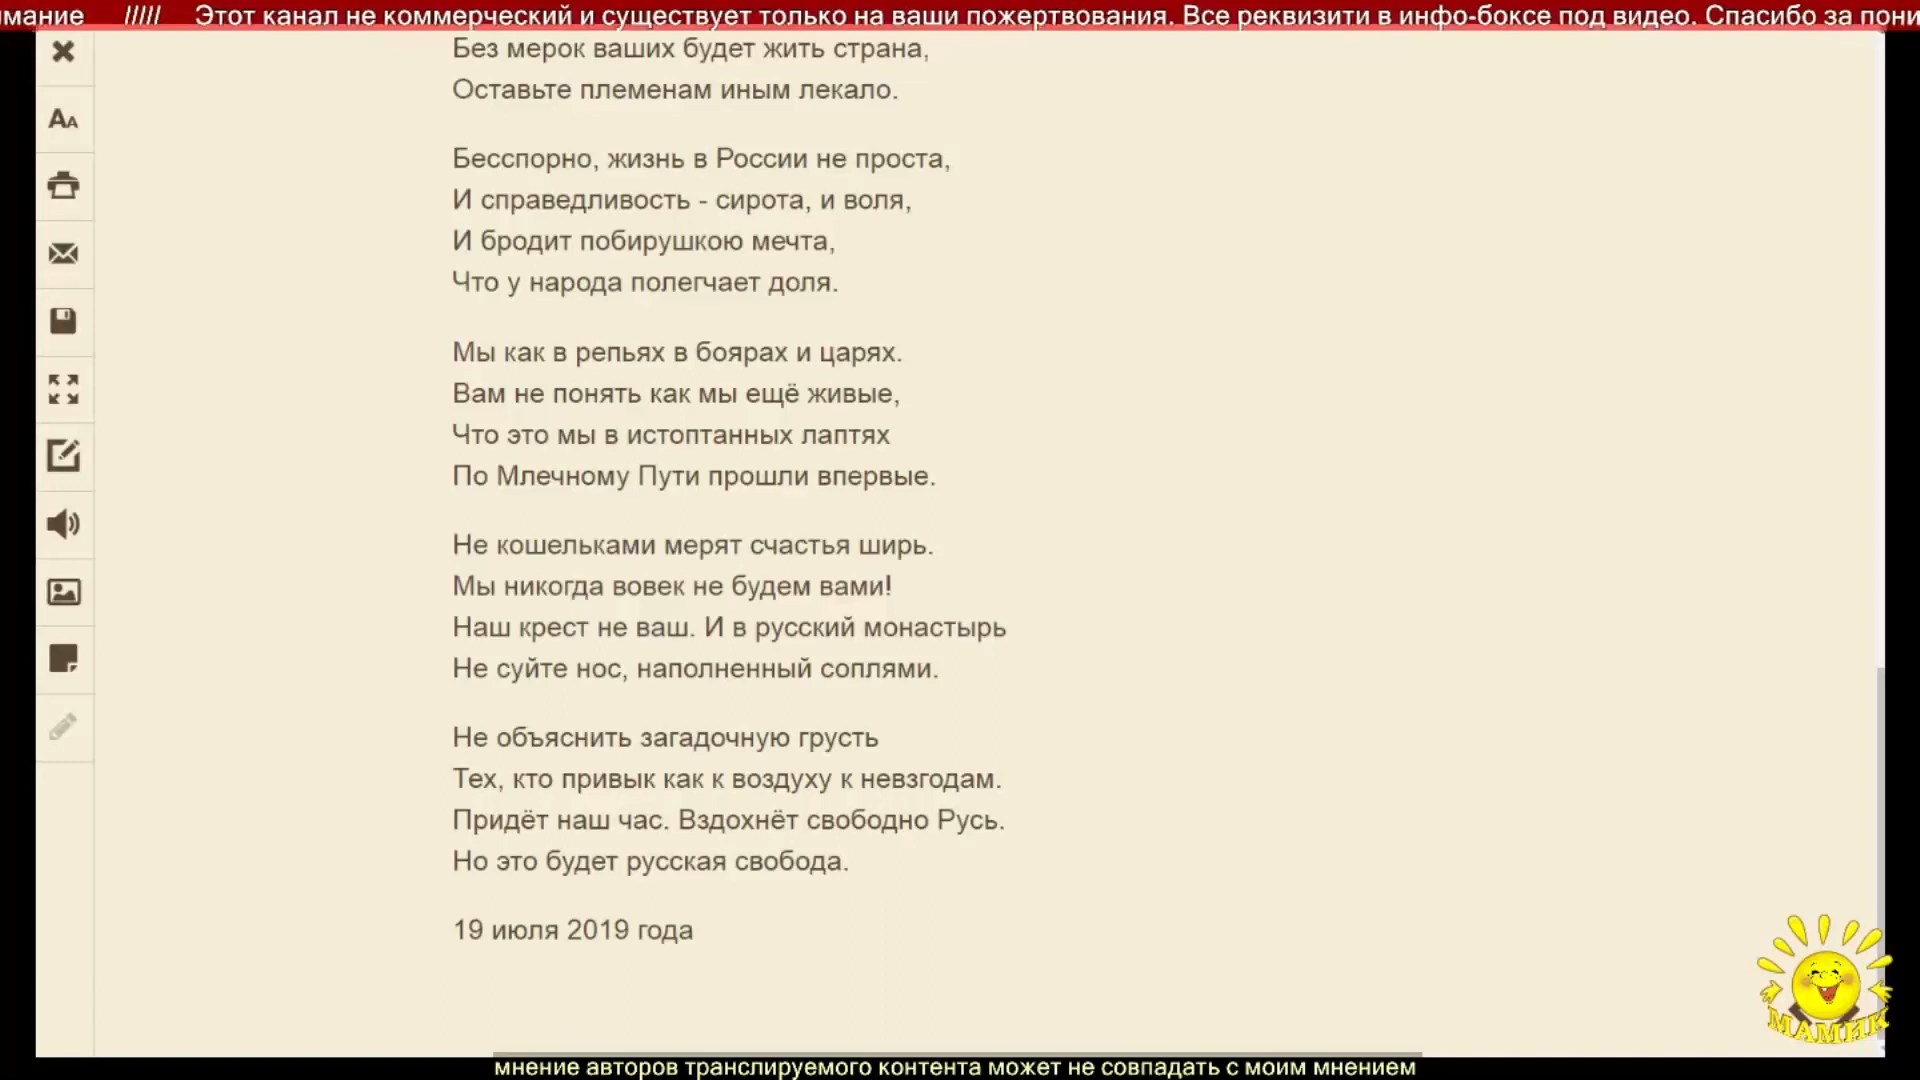 имание ///// Этот канал не коммерческий и существует только на ваши пожертвования. Все реквизити в инфо-боксе под видео. Спасибо за пони
Без мерок ваших будет жить страна,
Оставьте племенам иным лекало.
Бесспорно, жизнь в России не проста,
И справедливость - сирота, и воля,
И бродит побирушкою мечта,
Что у народа полегчает доля.
Мы как в репьях в боярах и царях.
Вам не понять как мы ещё живые,
Что это мы в истоптанных лаптях
По Млечному Пути прошли впервые.
Не кошельками мерят счастья ширь.
Мы никогда вовек не будем вами!
Наш крест не ваш. И в русский монастырь
Не суйте нос, наполненный соплями.
Не объяснить загадочную грусть
Тех, кто привык как к воздуху к невзгодам.
Придёт наш час. Вздохнёт свободно Русь.
Но это будет русская свобода.
19 июля 2019 года
МАМИК
мнение авторов транслируемого контента может не совпадать с моим мнением